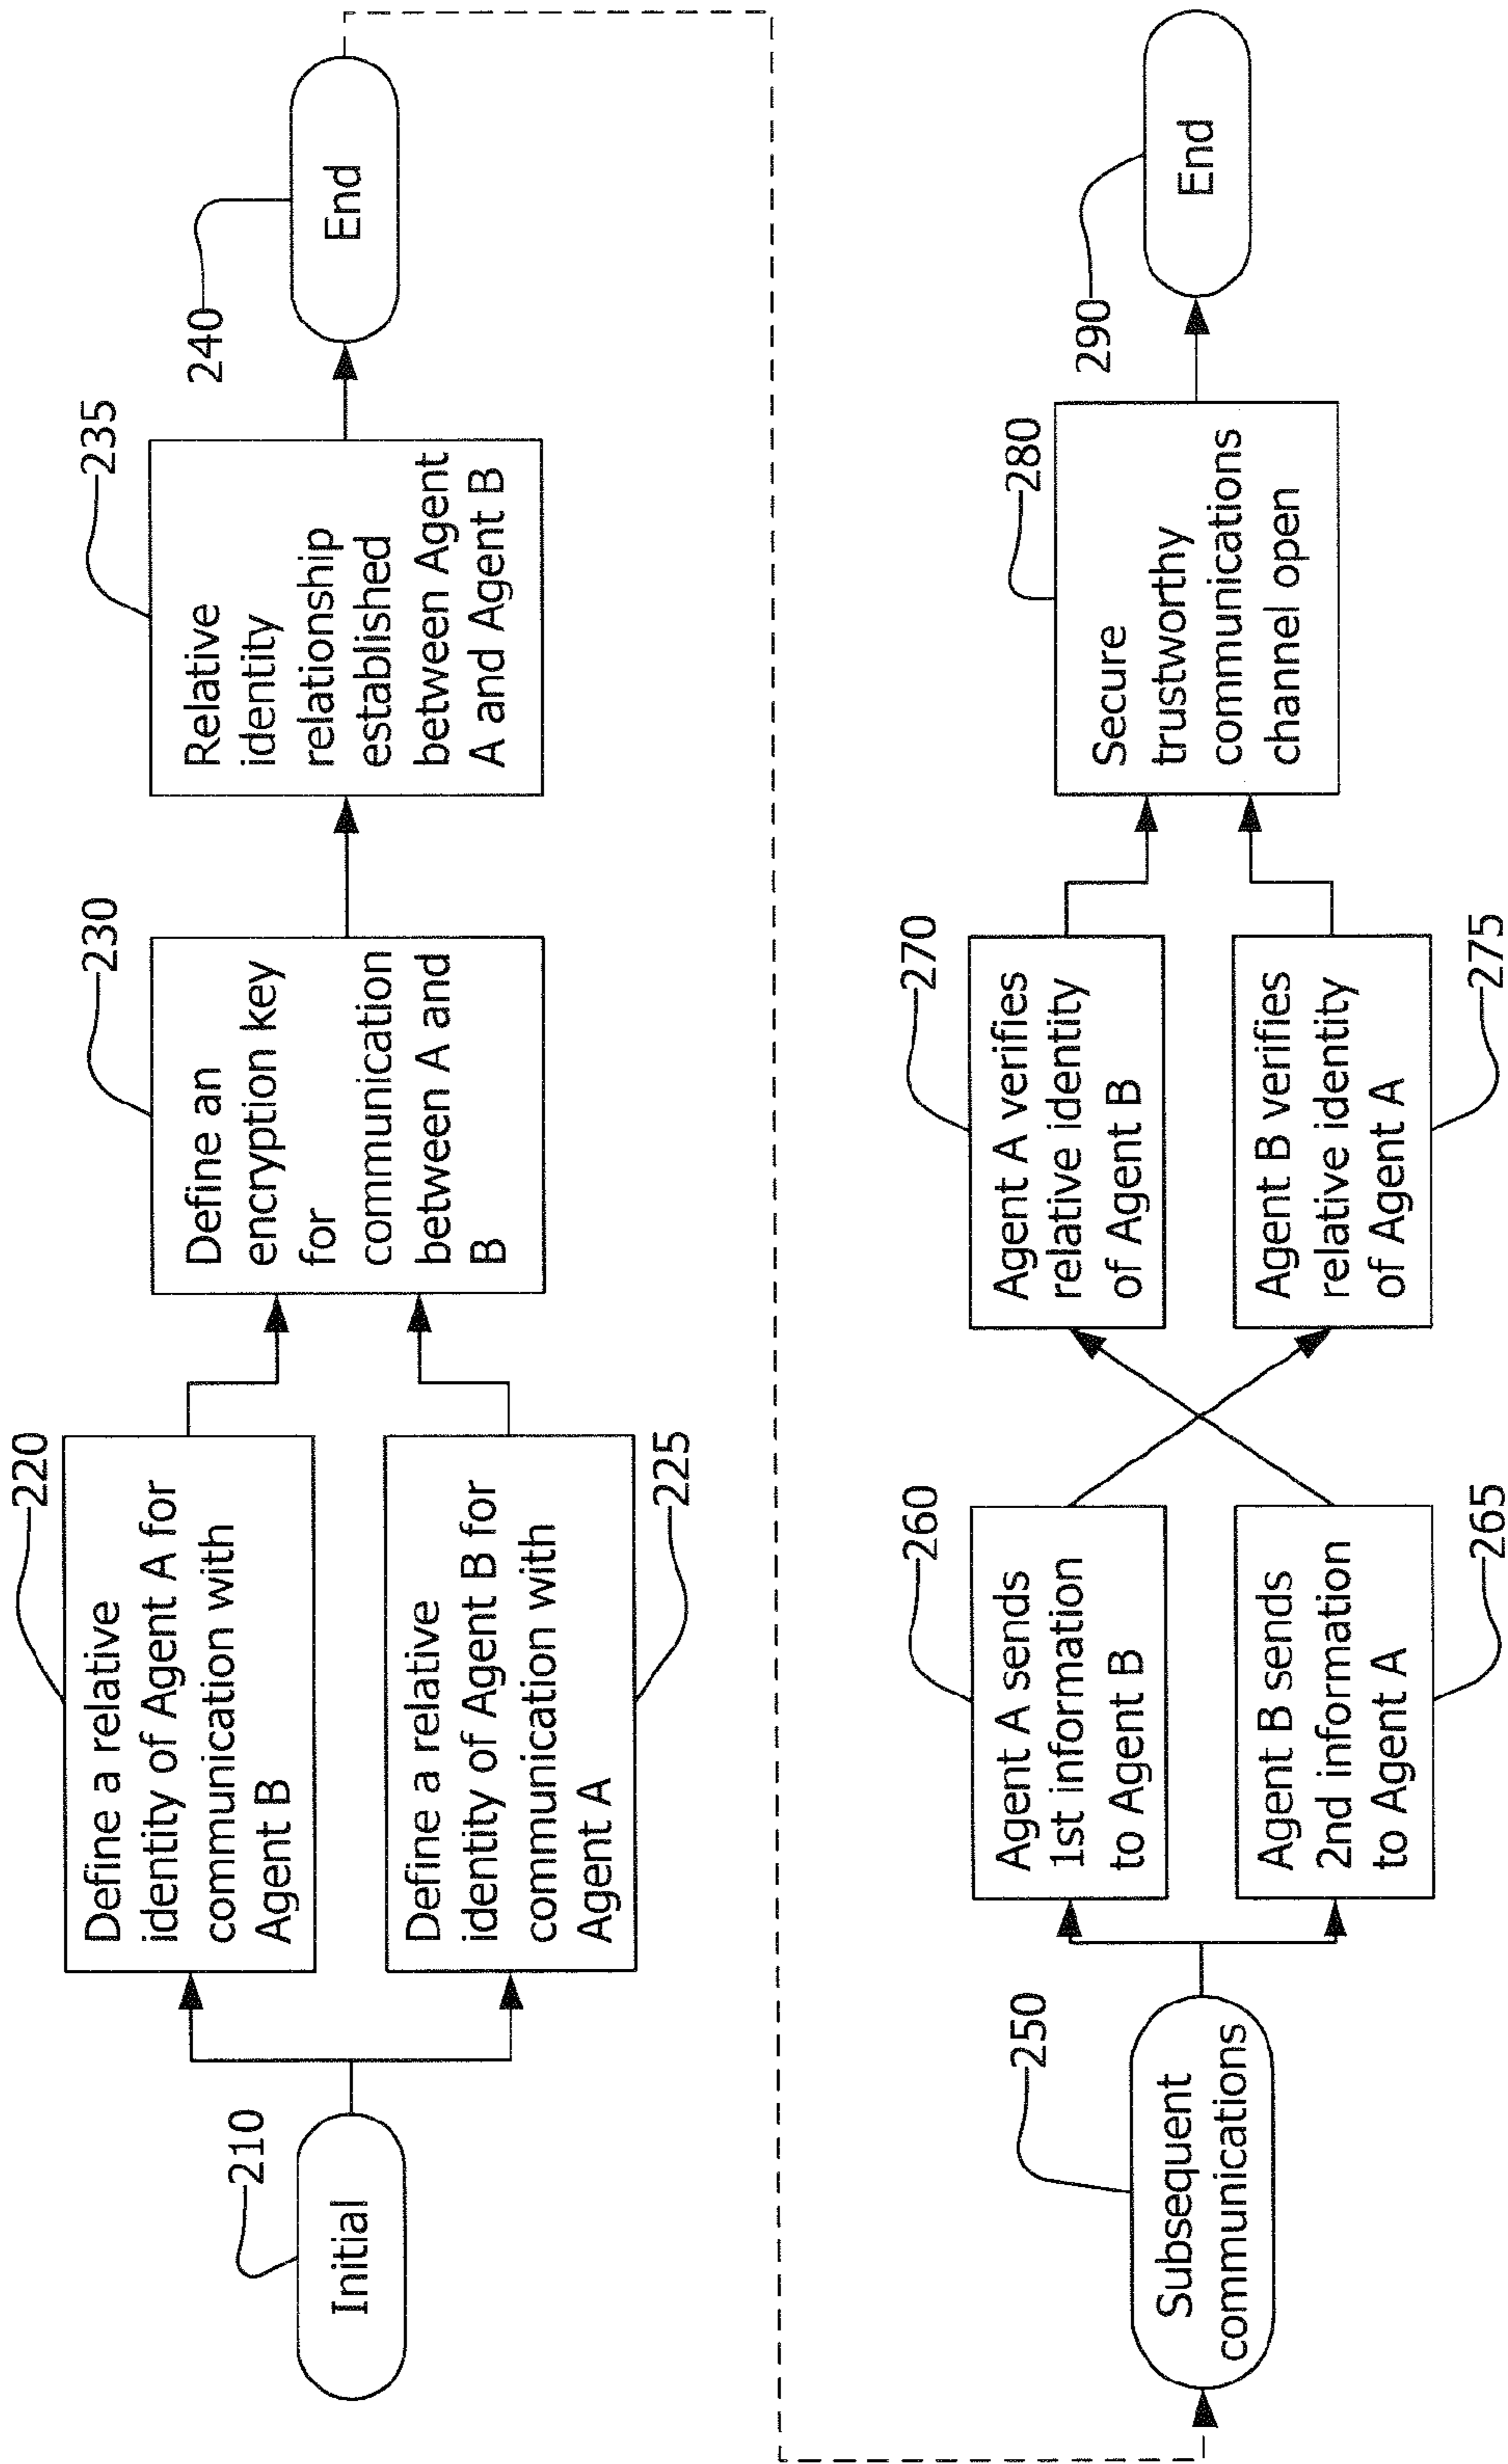 210
Initial
220
Define a relative
identity of Agent A for
communication with
Agent B
Define a relative
identity of Agent B for
communication with
Agent A
225
230
Define an
encryption key
for
communication
between A and
B
235
Relative
identity
relationship
established
between Agent
A and Agent B
240
End
250
Subsequent
communications
260
Agent A sends
1st information
to Agent B
Agent B sends
2nd information
to Agent A
265
270
Agent A verifies
relative identity
of Agent B
Agent B verifies
relative identity
of Agent A
275
280
Secure
trustworthy
communications
channel open
290
End